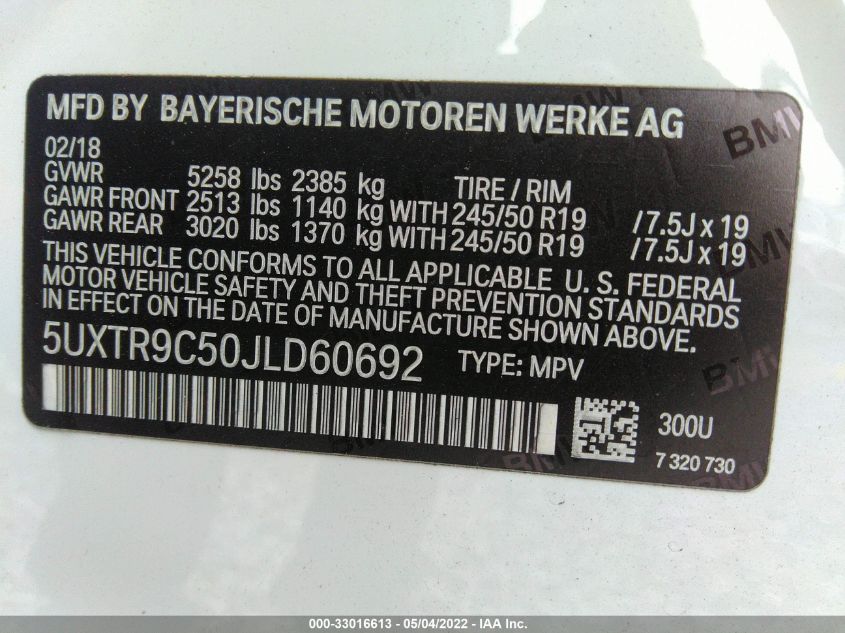 MFD BY BAYERISCHE MOTOREN WERKE AG
02/18
GVWR 5258 lbs 2385 kg TIRE / RIM
GAWR FRONT 2513 lbs 1140 kg WITH 245/50 R19 /7.5J x 19
GAWR REAR 3020 lbs 1370 kg WITH 245/50 R19 /7.5J x 19
THIS VEHICLE CONFORMS TO ALL APPLICABLE U. S. FEDERAL
MOTOR VEHICLE SAFETY AND THEFT PREVENTION STANDARDS
IN EFFECT ON THE DATE OF MANUFACTURE SHOWN ABOVE.
5UXTR9C50JLD60692 TYPE: MPV
300U
7 320 730
BMW
BMW
BMW
000-33016613 - 05/04/2022 - IAA Inc.